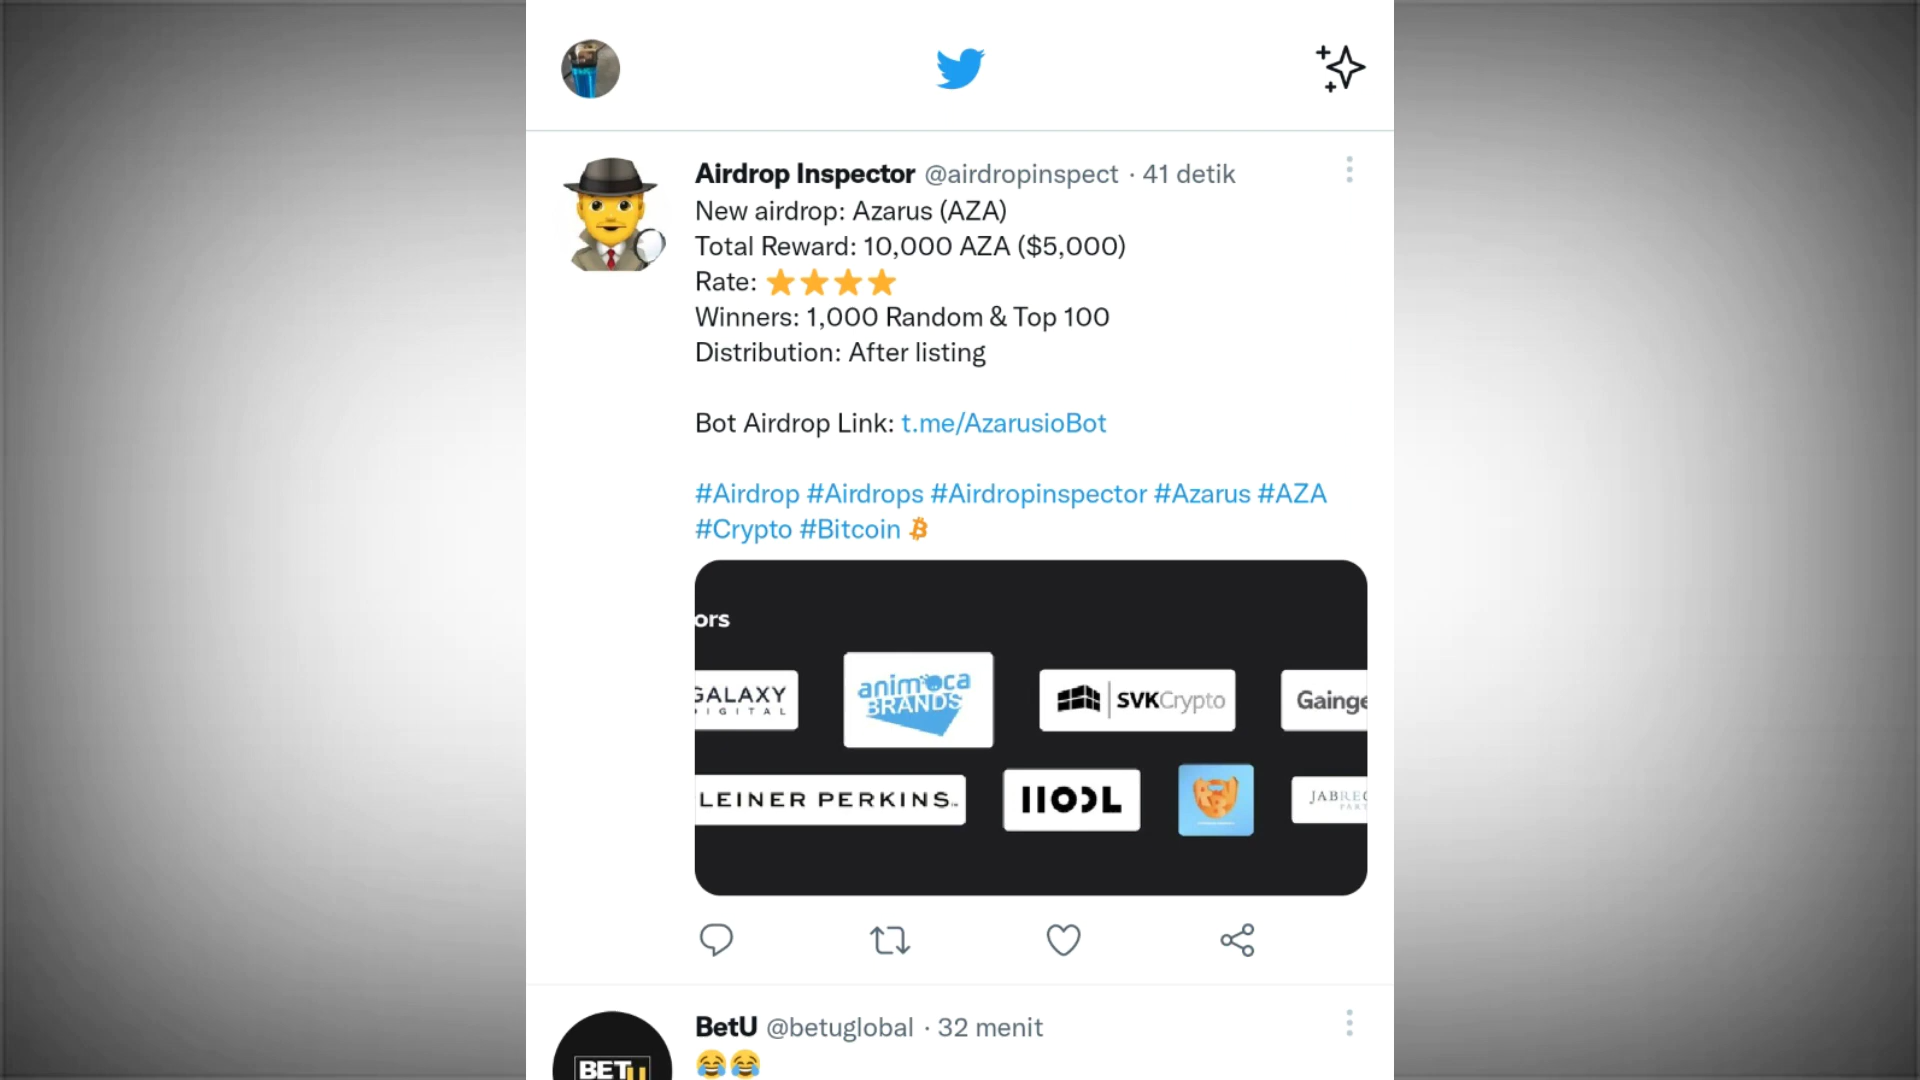 Airdrop Inspector @airdropinspect · 41 detik
New airdrop: Azarus (AZA)
Total Reward: 10,000 AZA ($5,000)
Rate: ⭐⭐⭐⭐
Winners: 1,000 Random & Top 100
Distribution: After listing
Bot Airdrop Link: t.me/AzarusioBot
#Airdrop #Airdrops #Airdropinspector #Azarus #AZA
#Crypto #Bitcoin
ors
GALAXY
DIGITAL
animoca
BRANDS
SVKCrypto
Gainge
LEINER PERKINS
JABRE
BetU @betuglobal · 32 menit
😂😂
BETU